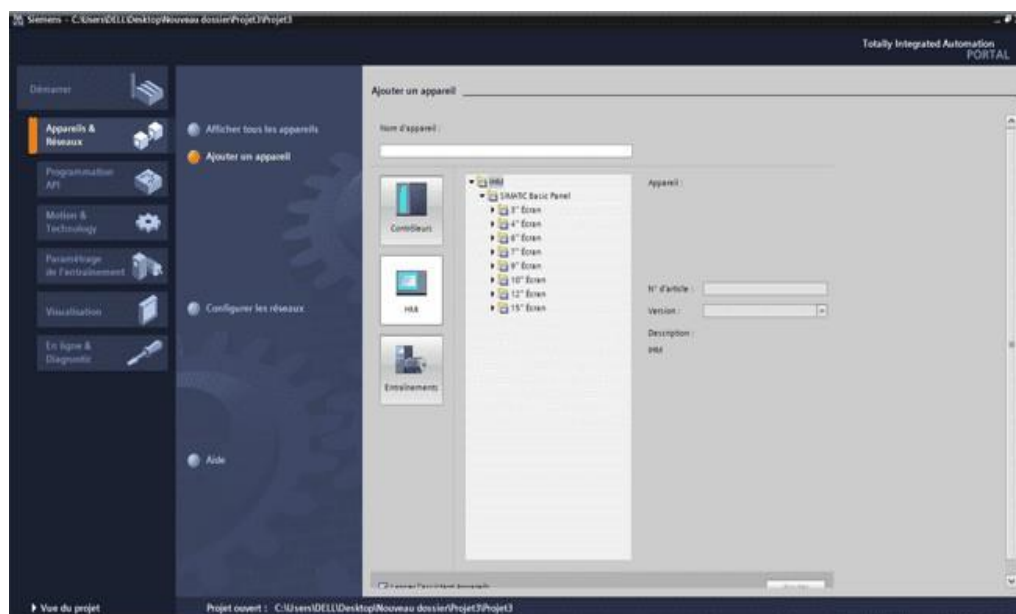 Siemens - C:\Users\DELL\Desktop\Nouveau dossier\Projet3\Projet3
Totally Integrated Automation
PORTAL
Démarrer
Appareils &
Réseaux
Programmation
API
Motion &
Technology
Paramétrage
de l'entraînement
Visualisation
En ligne &
Diagnostic
Afficher tous les appareils
Ajouter un appareil
Configurer les réseaux
Aide
Ajouter un appareil
Nom d'appareil :
Contrôleurs
HMI
Entraînements
IHM
SIMATIC Basic Panel
3" Écran
4" Écran
6" Écran
7" Écran
9" Écran
10" Écran
12" Écran
15" Écran
Appareil :
N° d'article :
Version :
Description :
IHM
Vue du projet
Projet ouvert : C:\Users\DELL\Desktop\Nouveau dossier\Projet3\Projet3